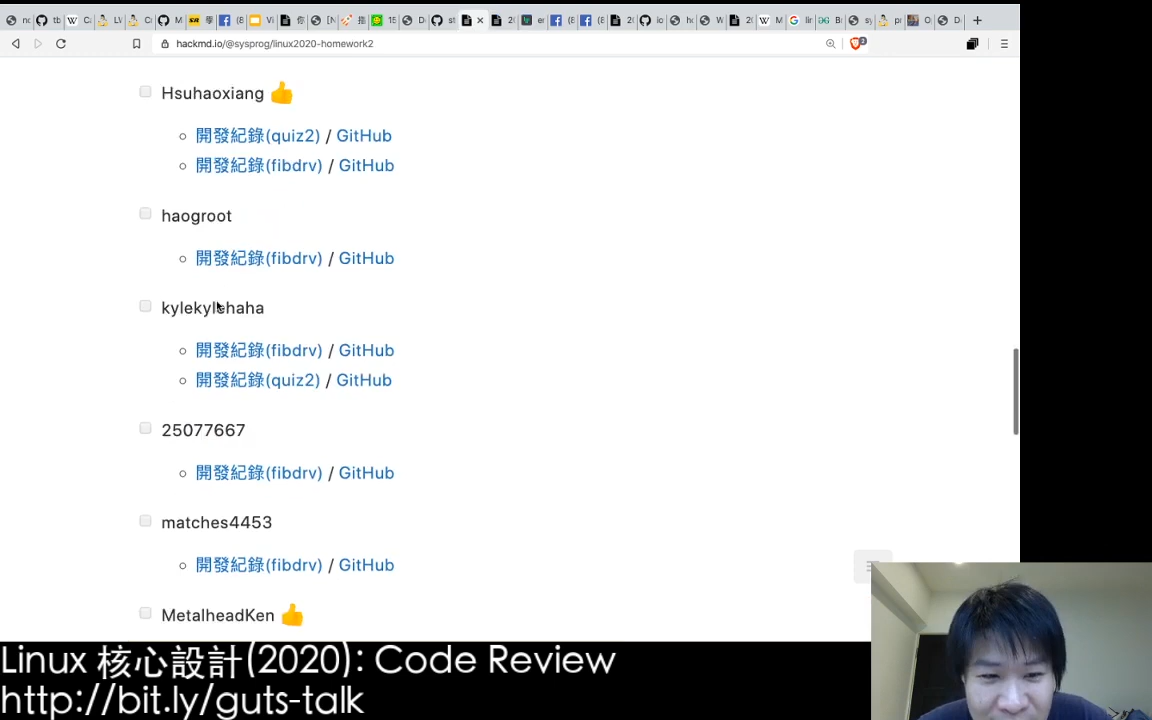 hackmd.io/@sysprog/linux2020-homework2
Hsuhaoxiang 👍
開發紀錄(quiz2) / GitHub
開發紀錄(fibdrv) / GitHub
haogroot
開發紀錄(fibdrv) / GitHub
kylekylehaha
開發紀錄(fibdrv) / GitHub
開發紀錄(quiz2) / GitHub
25077667
開發紀錄(fibdrv) / GitHub
matches4453
開發紀錄(fibdrv) / GitHub
MetalheadKen 👍
Linux 核心設計(2020): Code Review
http://bit.ly/guts-talk